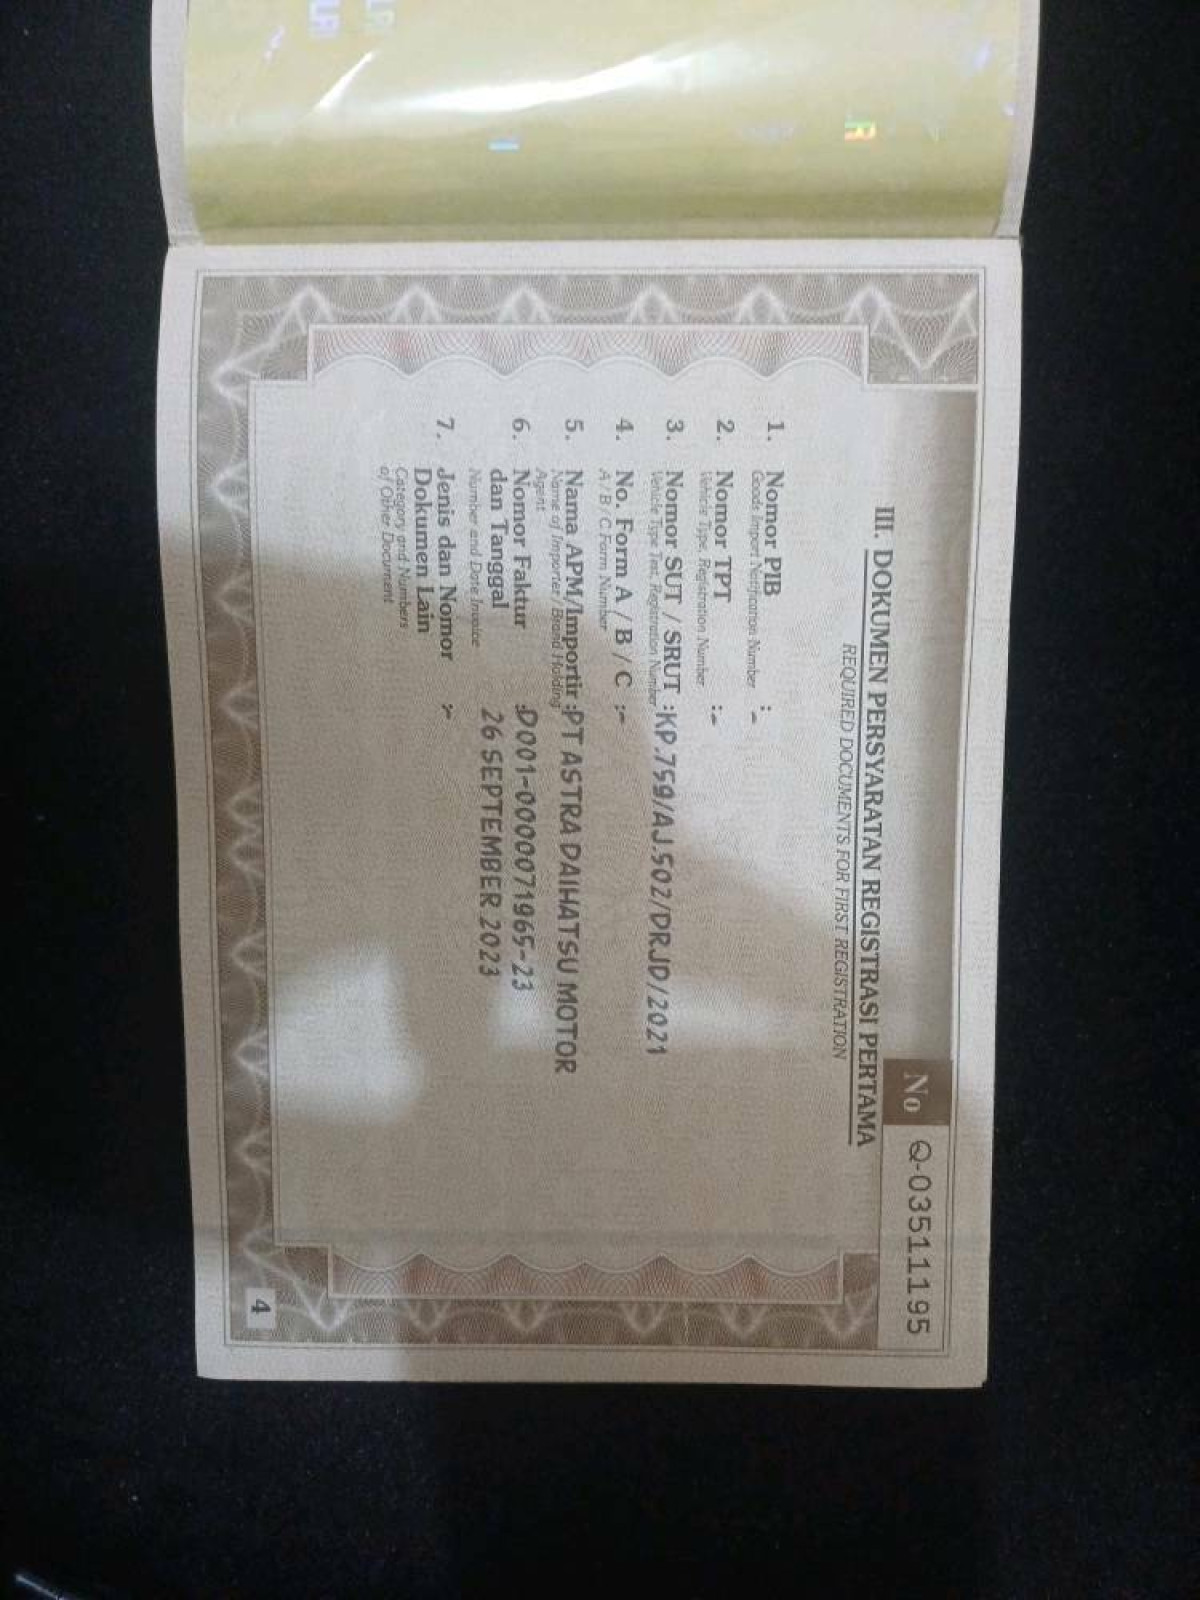 No Q-03511195
III. DOKUMEN PERSYARATAN REGISTRASI PERTAMA
REQUIRED DOCUMENTS FOR FIRST REGISTRATION
1. Nomor PIB :-
Goods Import Notification Number
2. Nomor TPT :-
Vehicle Type, Registration Number
3. Nomor SUT / SRUT :KP.759/AJ.502/DRJD/2021
Vehicle Type Test, Registration Number
4. No. Form A / B / C :-
A / B / C Form Number
5. Nama APM/Importir :PT ASTRA DAIHATSU MOTOR
Name of Importer / Brand Holding
Agent
6. Nomor Faktur :D001-0000071965-23
dan Tanggal 26 SEPTEMBER 2023
Number and Date Invoice
7. Jenis dan Nomor :-
Dokumen Lain
Category and Numbers
of Other Document
4